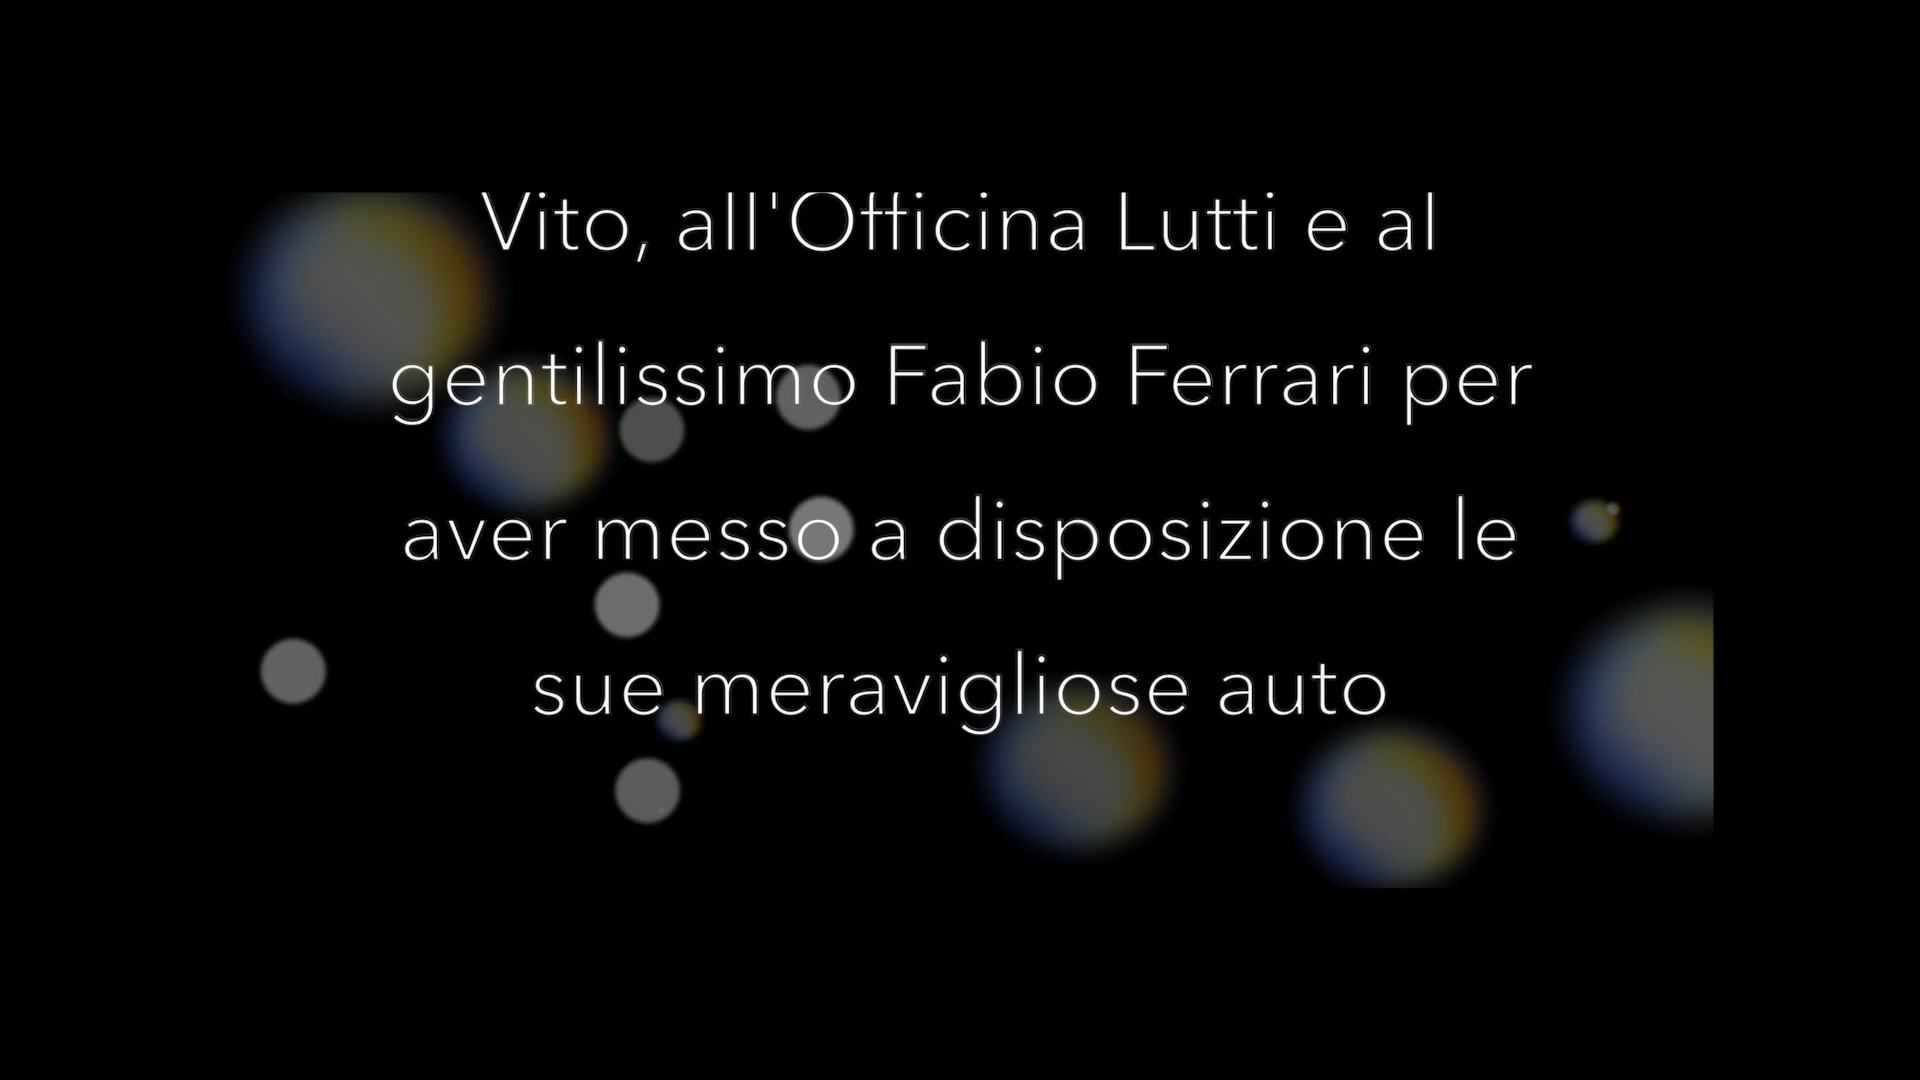 Vito, all'Officina Lutti e al
gentilissimo Fabio Ferrari per
aver messo a disposizione le
sue meravigliose auto